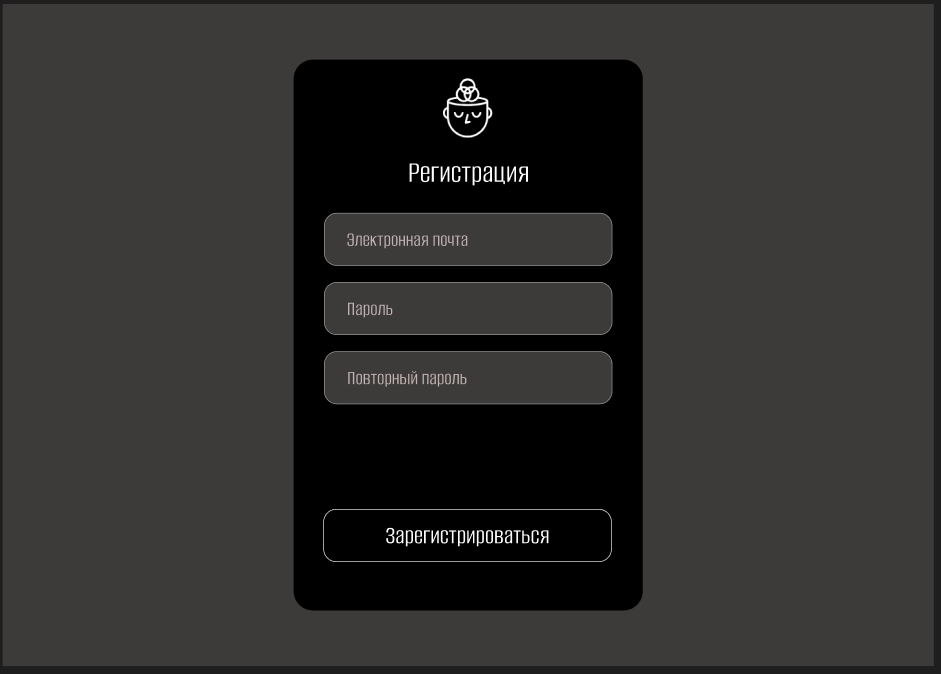 Регистрация
Электронная почта
Пароль
Повторный пароль
Зарегистрироваться